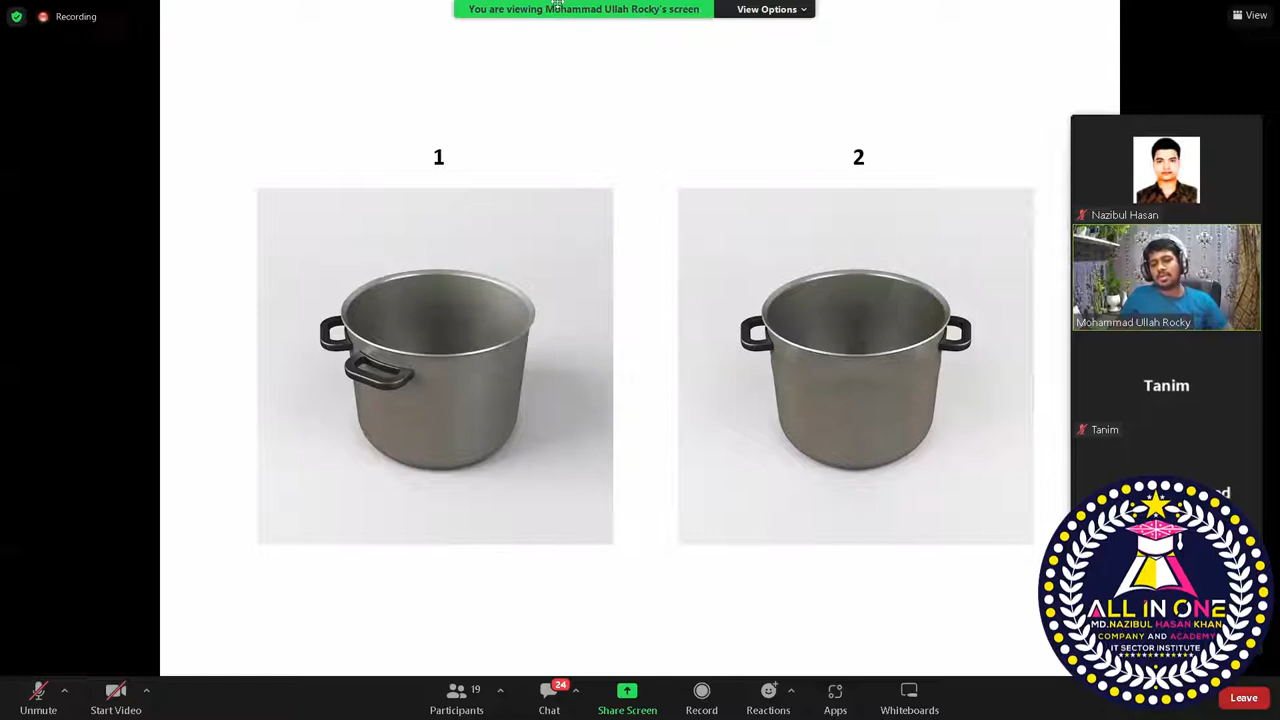 You are viewing Mohammad Ullah Rocky's screen
View Options
Recording
View
1
2
Nazibul Hasan
Mohammad Ullah Rocky
Tanim
Tanim
ALL IN ONE
MD.NAZIBUL HASAN KHAN
COMPANY AND ACADEMY
IT SECTOR INSTITUTE
Unmute
Start Video
19
Participants
24
Chat
Share Screen
Record
Reactions
Apps
Whiteboards
Leave